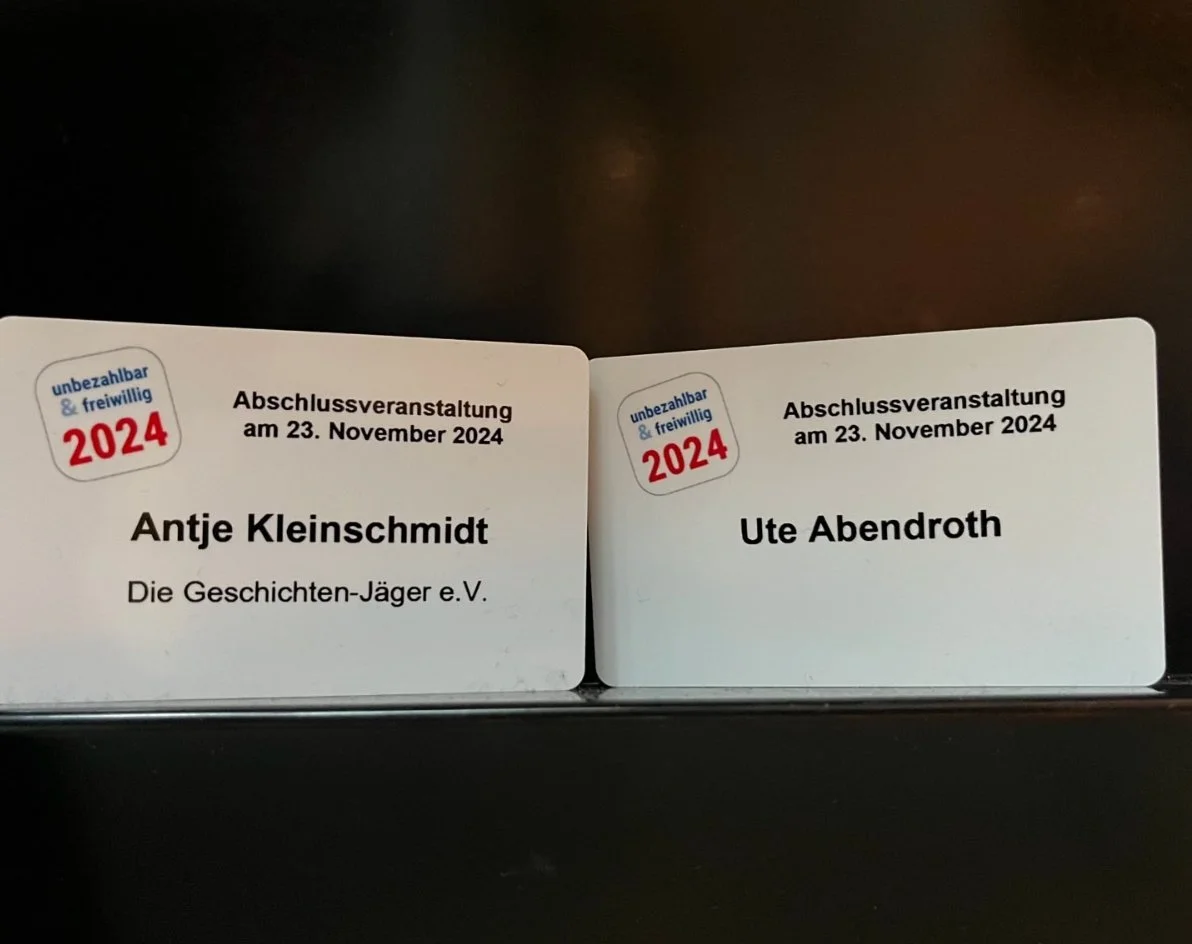 unbezahlbar
& freiwillig
2024
Abschlussveranstaltung
am 23. November 2024
Antje Kleinschmidt
Die Geschichten-Jäger e.V.
unbezahlbar
& freiwillig
2024
Abschlussveranstaltung
am 23. November 2024
Ute Abendroth